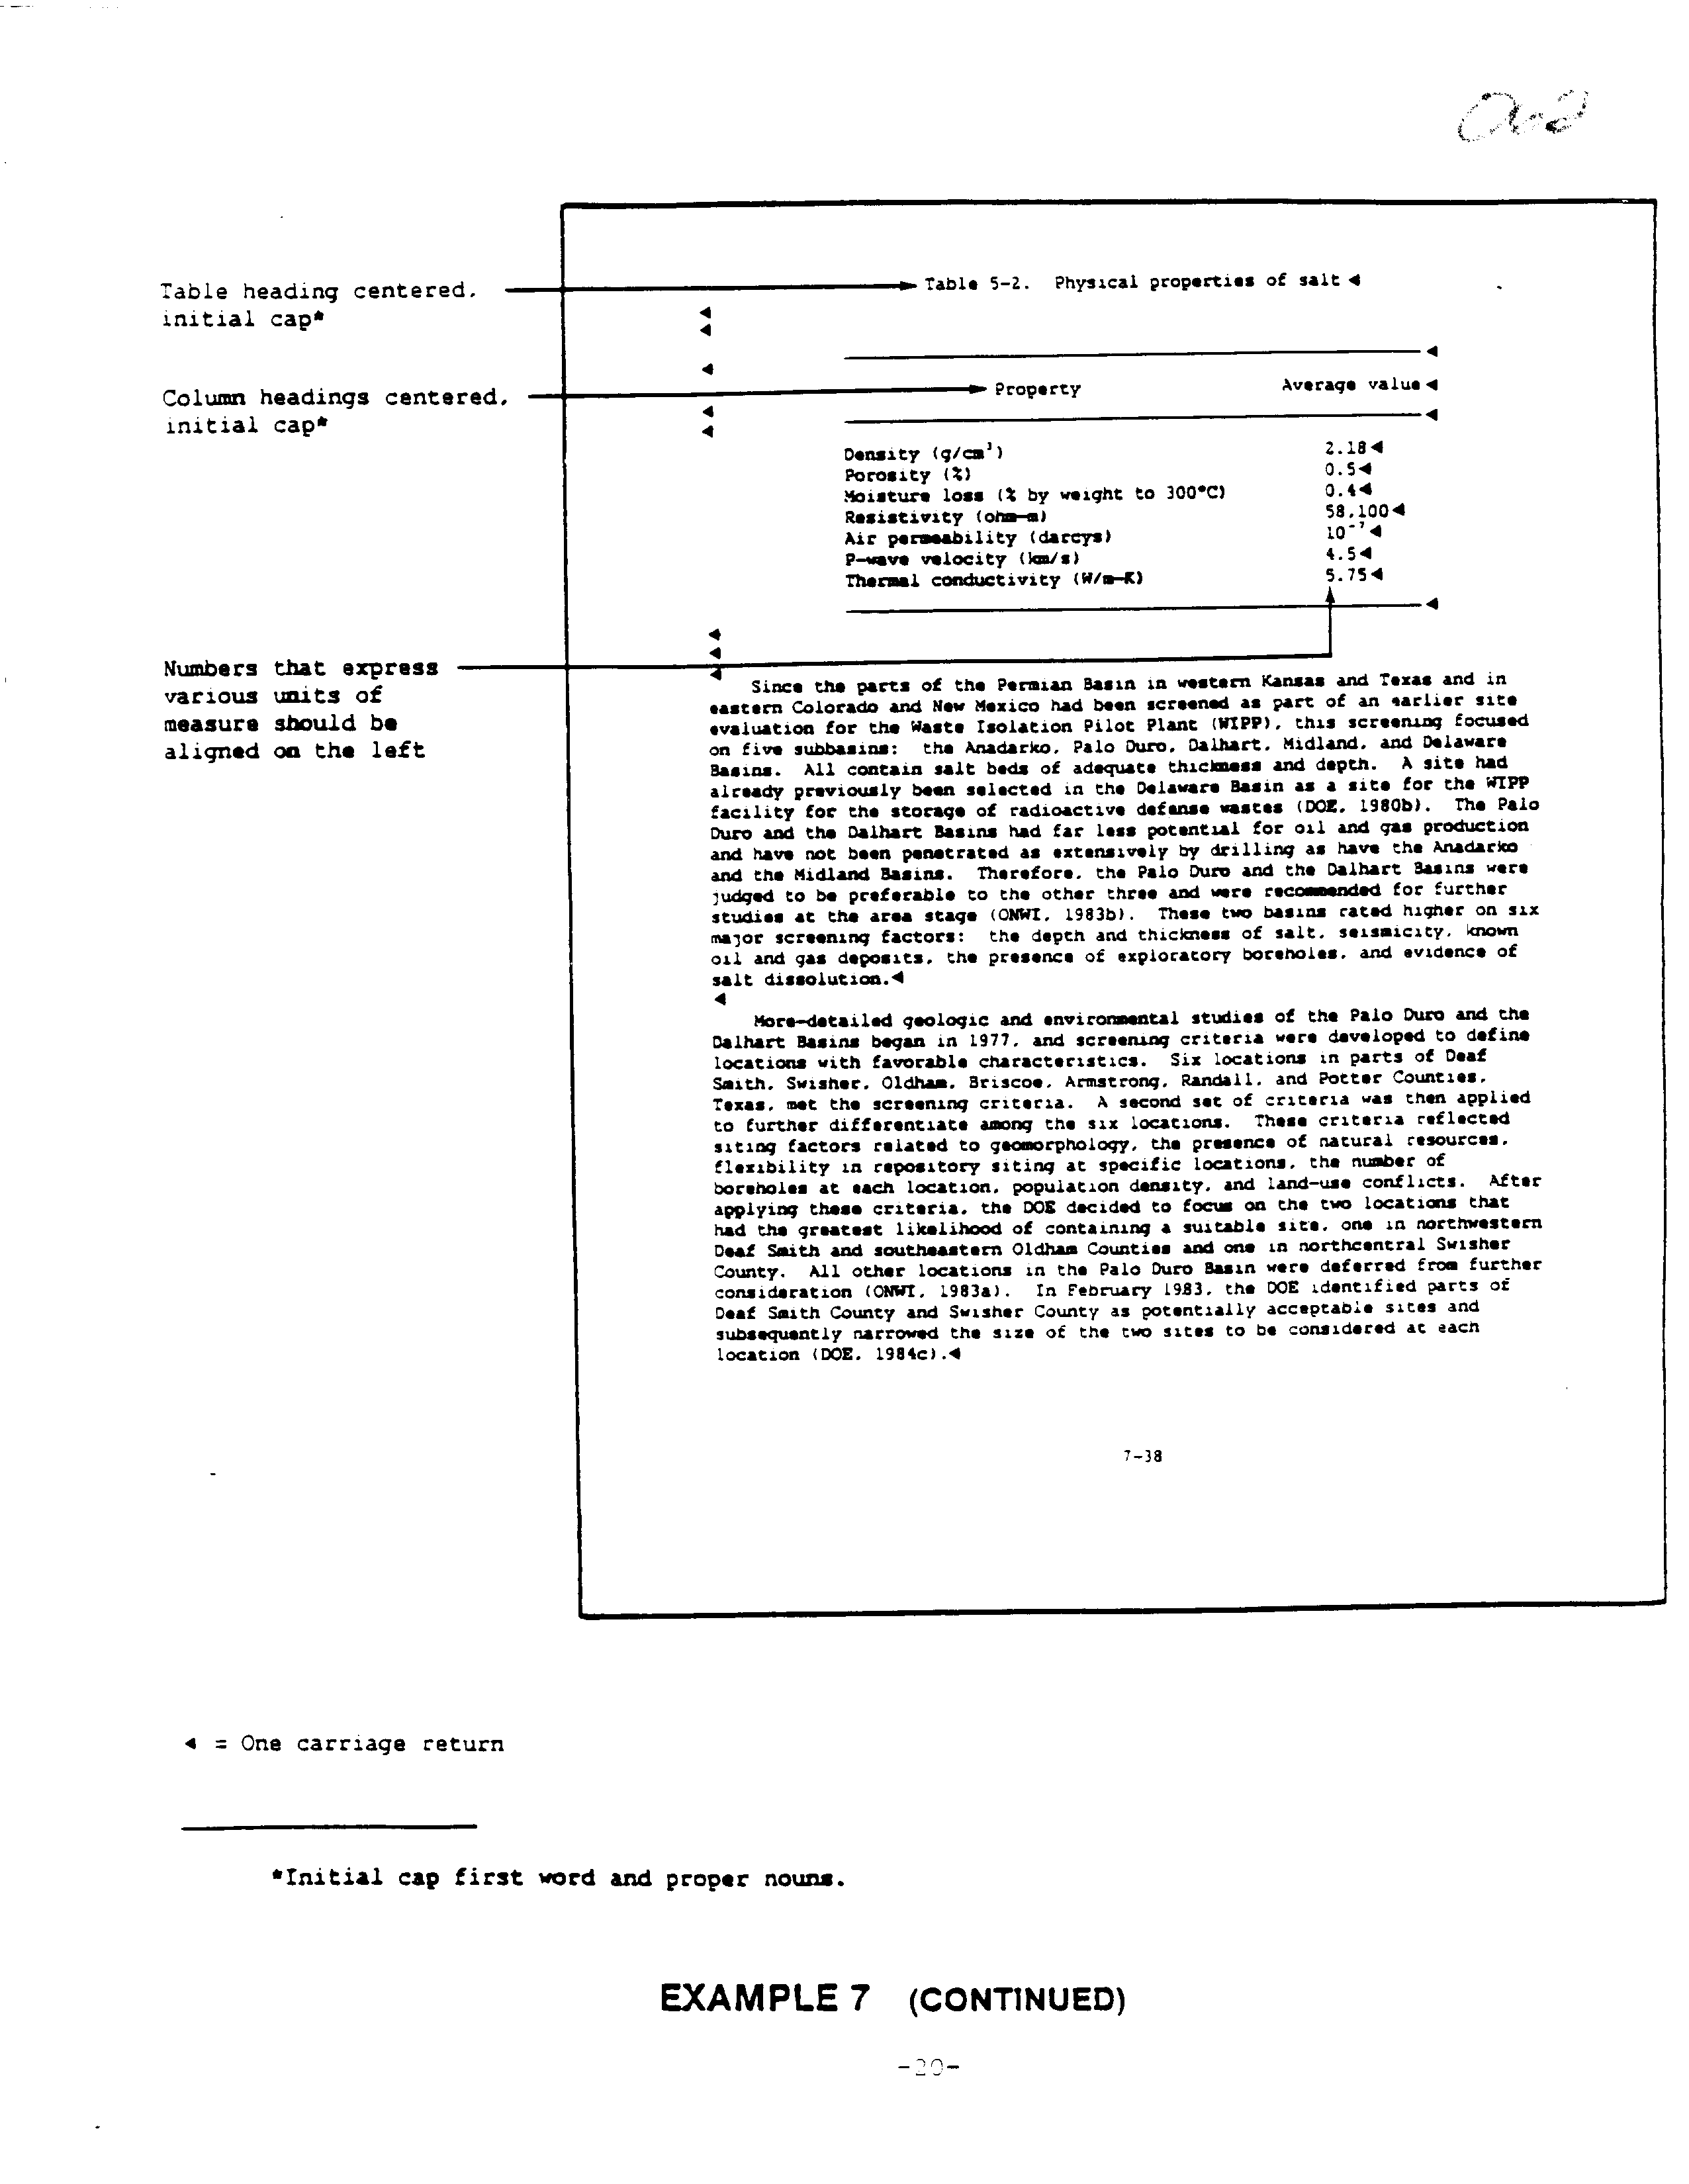 Table heading centered,
initial cap*
Table 5-2.  Physical properties of salt ◄
◄
◄
◄
◄
Column headings centered,
initial cap*
Property    Average value ◄
◄
◄
◄
Density (g/cm³)    2.18◄
Porosity (%)    0.5◄
Moisture loss (% by weight to 300°C)    0.4◄
Resistivity (ohm-m)    58,100◄
Air permeability (darcys)    10⁻⁷◄
P-wave velocity (km/s)    4.5◄
Thermal conductivity (W/m-K)    5.75◄
◄
◄
◄
◄
Numbers that express
various units of
measure should be
aligned on the left
Since the parts of the Permian Basin in western Kansas and Texas and in
eastern Colorado and New Mexico had been screened as part of an earlier site
evaluation for the Waste Isolation Pilot Plant (WIPP), this screening focused
on five subbasins:  the Anadarko, Palo Duro, Dalhart, Midland, and Delaware
Basins.  All contain salt beds of adequate thickness and depth.  A site had
already previously been selected in the Delaware Basin as a site for the WIPP
facility for the storage of radioactive defense wastes (DOE, 1980b).  The Palo
Duro and the Dalhart Basins had far less potential for oil and gas production
and have not been penetrated as extensively by drilling as have the Anadarko
and the Midland Basins.  Therefore, the Palo Duro and the Dalhart Basins were
judged to be preferable to the other three and were recommended for further
studies at the area stage (ONWI, 1983b).  These two basins rated higher on six
major screening factors:  the depth and thickness of salt, seismicity, known
oil and gas deposits, the presence of exploratory boreholes, and evidence of
salt dissolution.◄
◄
More-detailed geologic and environmental studies of the Palo Duro and the
Dalhart Basins began in 1977, and screening criteria were developed to define
locations with favorable characteristics.  Six locations in parts of Deaf
Smith, Swisher, Oldham, Briscoe, Armstrong, Randall, and Potter Counties,
Texas, met the screening criteria.  A second set of criteria was then applied
to further differentiate among the six locations.  These criteria reflected
siting factors related to geomorphology, the presence of natural resources,
flexibility in repository siting at specific locations, the number of
boreholes at each location, population density, and land-use conflicts.  After
applying these criteria, the DOE decided to focus on the two locations that
had the greatest likelihood of containing a suitable site, one in northwestern
Deaf Smith and southeastern Oldham Counties and one in northcentral Swisher
County.  All other locations in the Palo Duro Basin were deferred from further
consideration (ONWI, 1983a).  In February 1983, the DOE identified parts of
Deaf Smith County and Swisher County as potentially acceptable sites and
subsequently narrowed the size of the two sites to be considered at each
location (DOE, 1984c).◄
7-38
◄ = One carriage return
*Initial cap first word and proper nouns.
EXAMPLE 7 (CONTINUED)
-20-